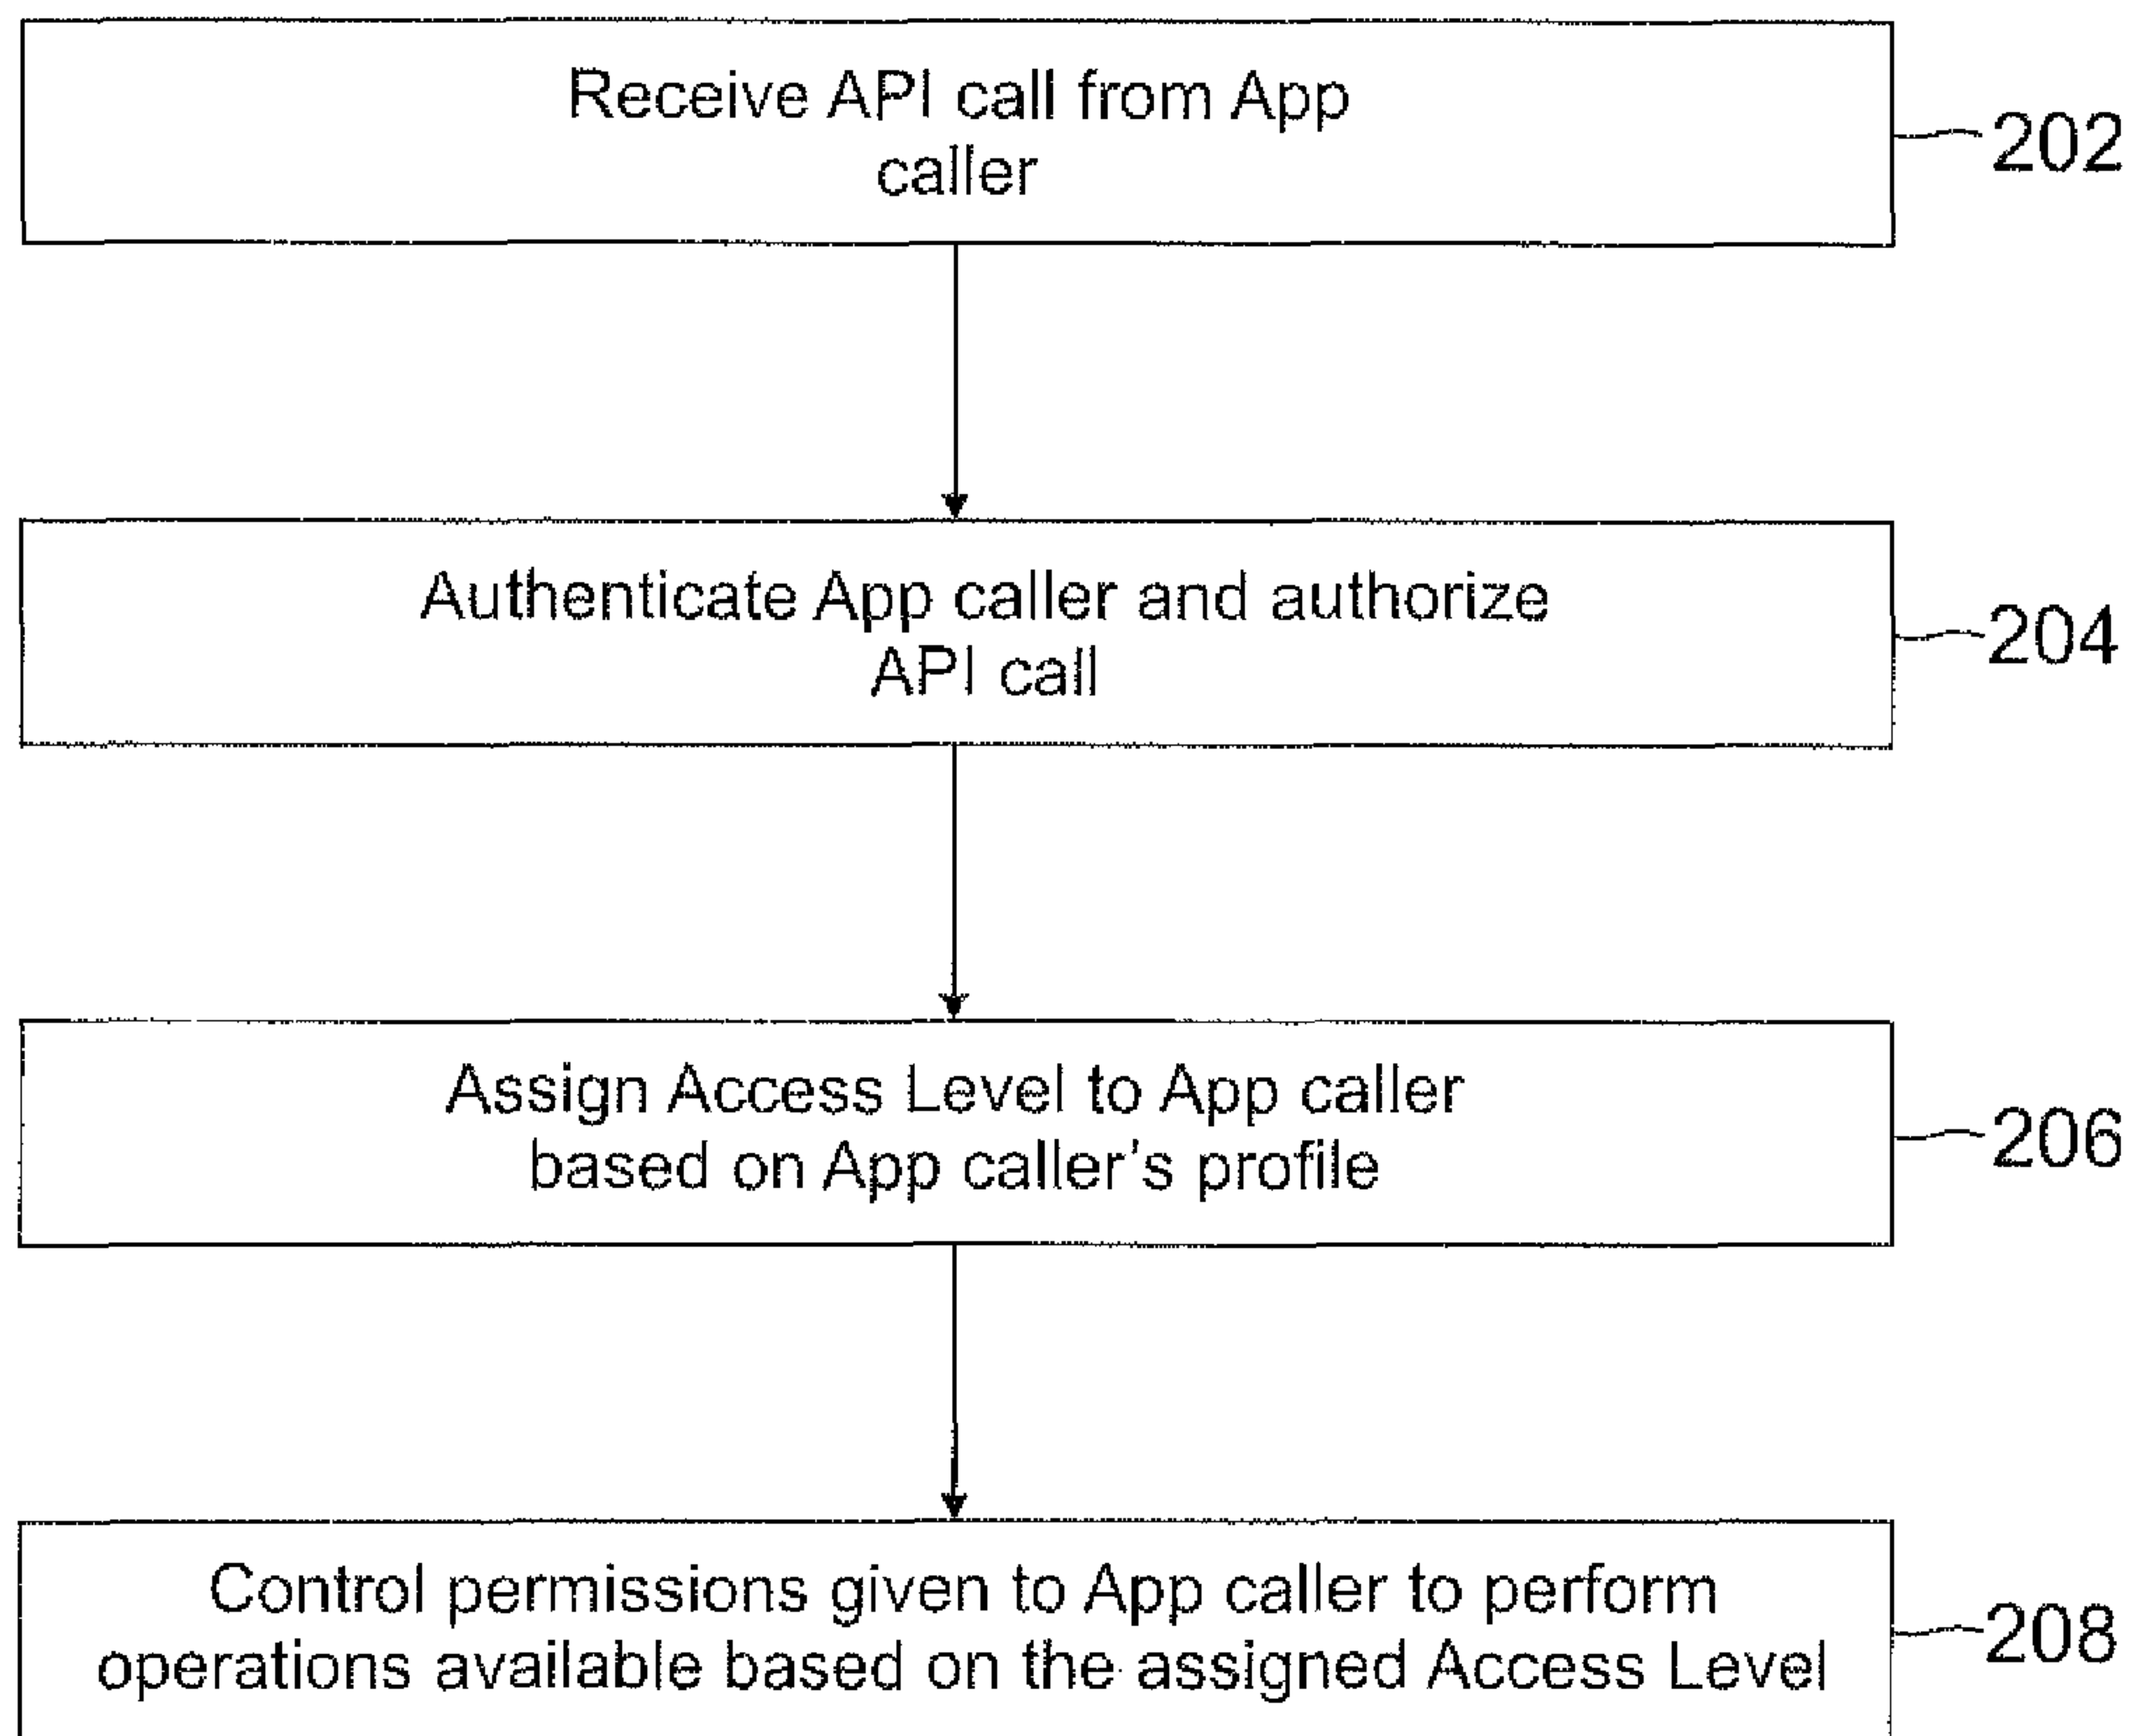 Receive API call from App
caller
202
Authenticate App caller and authorize
API call
204
Assign Access Level to App caller
based on App caller's profile
206
Control permissions given to App caller to perform
operations available based on the assigned Access Level
208